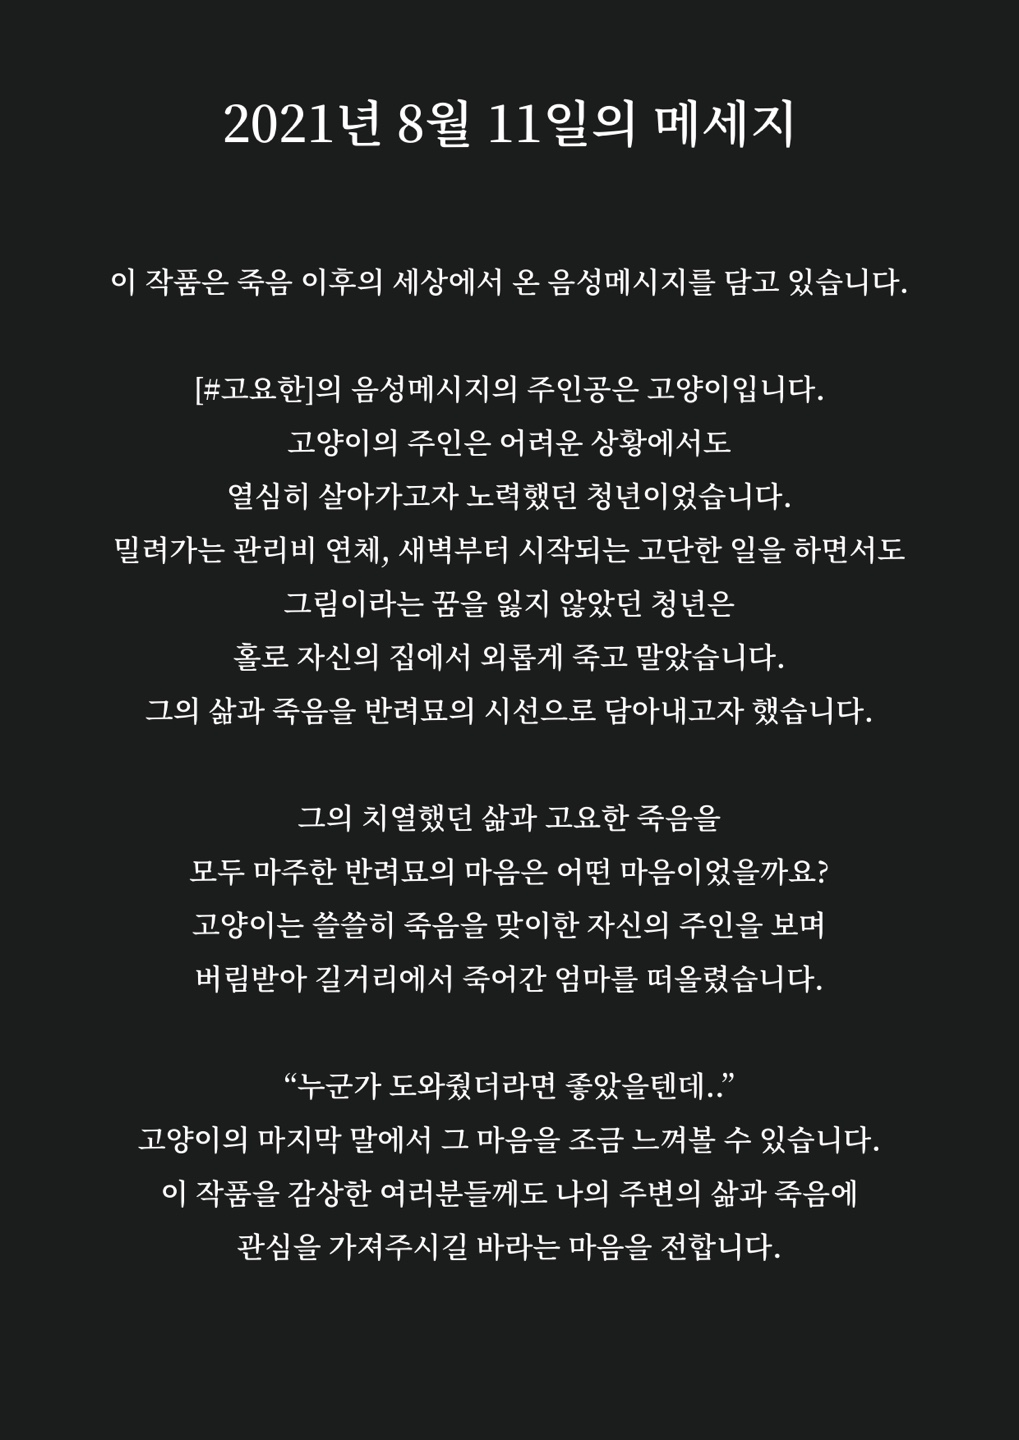 2021년 8월 11일의 메세지
이 작품은 죽음 이후의 세상에서 온 음성메시지를 담고 있습니다.
[#고요한]의 음성메시지의 주인공은 고양이입니다.
고양이의 주인은 어려운 상황에서도
열심히 살아가고자 노력했던 청년이었습니다.
밀려가는 관리비 연체, 새벽부터 시작되는 고단한 일을 하면서도
그림이라는 꿈을 잃지 않았던 청년은
홀로 자신의 집에서 외롭게 죽고 말았습니다.
그의 삶과 죽음을 반려묘의 시선으로 담아내고자 했습니다.
그의 치열했던 삶과 고요한 죽음을
모두 마주한 반려묘의 마음은 어떤 마음이었을까요?
고양이는 쓸쓸히 죽음을 맞이한 자신의 주인을 보며
버림받아 길거리에서 죽어간 엄마를 떠올렸습니다.
“누군가 도와줬더라면 좋았을텐데..”
고양이의 마지막 말에서 그 마음을 조금 느껴볼 수 있습니다.
이 작품을 감상한 여러분들께도 나의 주변의 삶과 죽음에
관심을 가져주시길 바라는 마음을 전합니다.